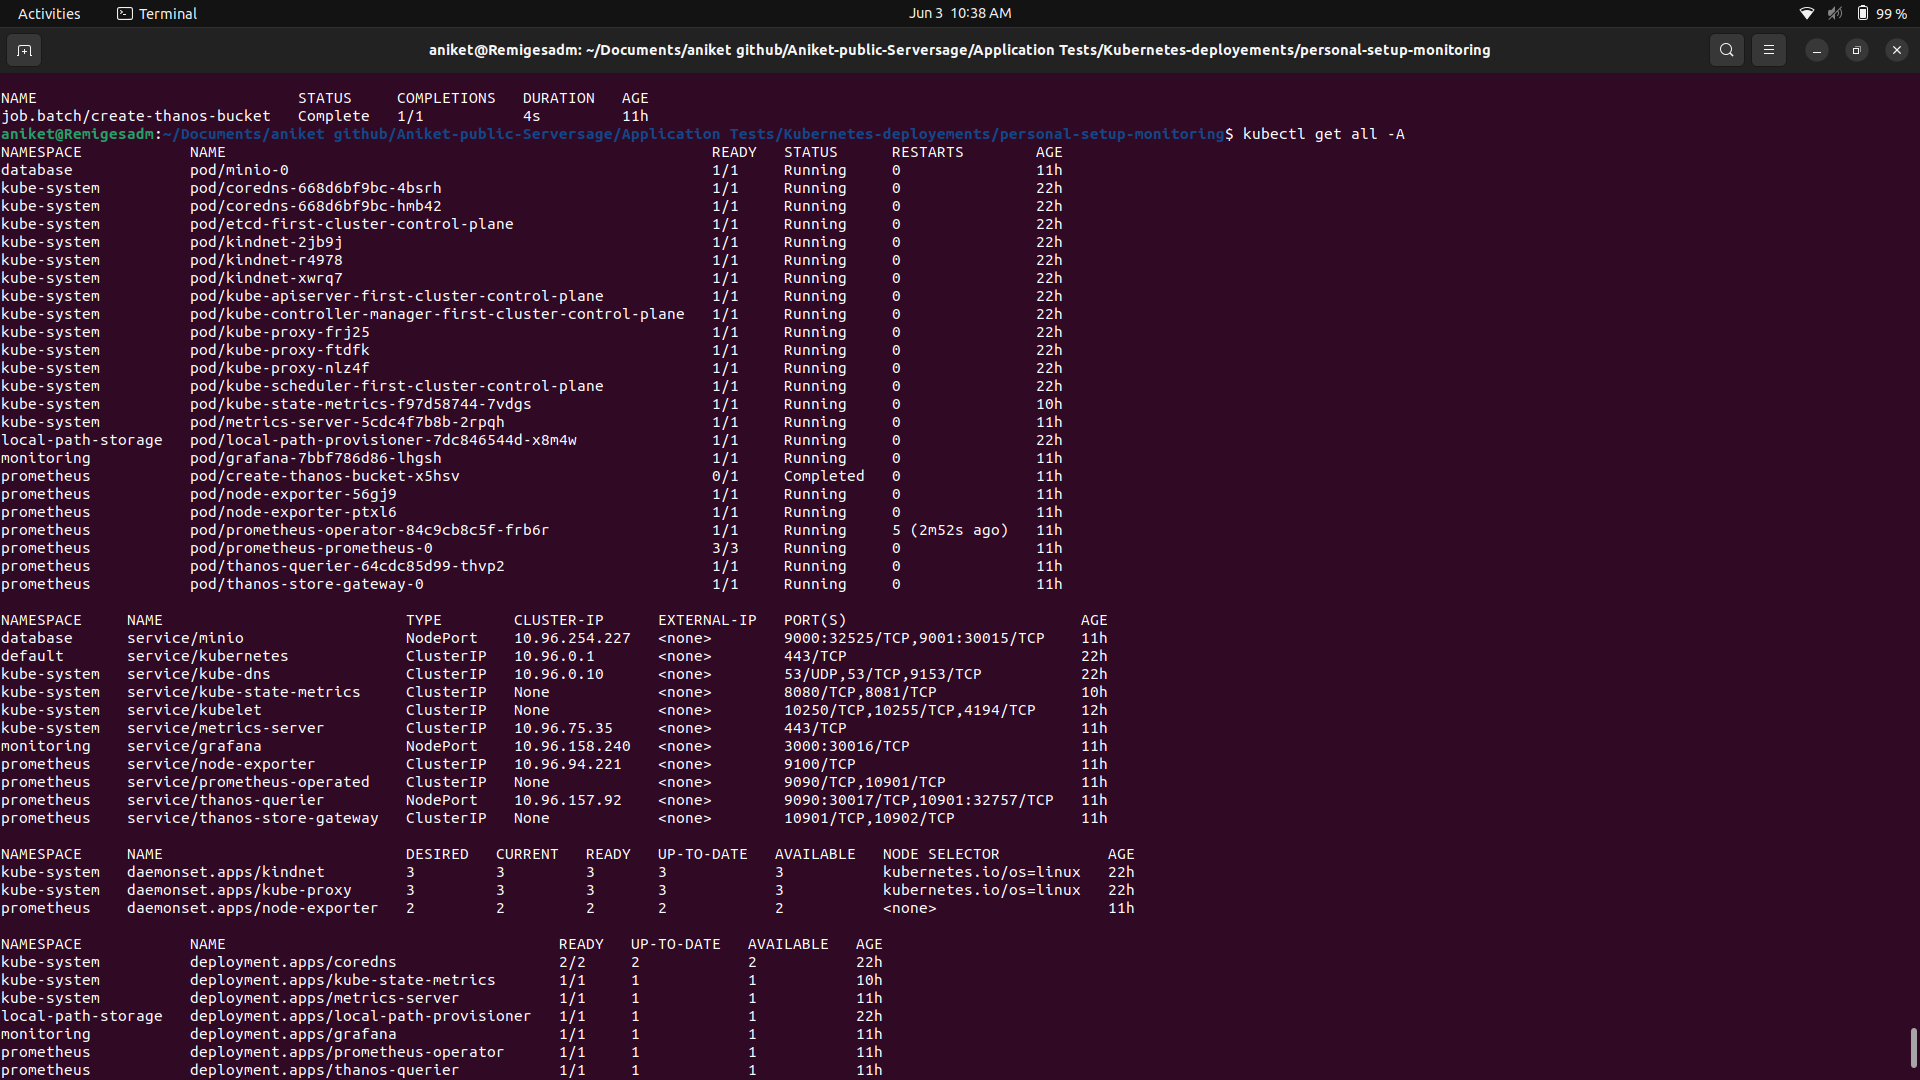 Activities Terminal Jun 3 10:38 AM 99 %
aniket@Remigesadm: ~/Documents/aniket github/Aniket-public-Serversage/Application Tests/Kubernetes-deployements/personal-setup-monitoring
NAME STATUS COMPLETIONS DURATION AGE
job.batch/create-thanos-bucket Complete 1/1 4s 11h
aniket@Remigesadm:~/Documents/aniket github/Aniket-public-Serversage/Application Tests/Kubernetes-deployements/personal-setup-monitoring$ kubectl get all -A
NAMESPACE NAME READY STATUS RESTARTS AGE
database pod/minio-0 1/1 Running 0 11h
kube-system pod/coredns-668d6bf9bc-4bsrh 1/1 Running 0 22h
kube-system pod/coredns-668d6bf9bc-hmb42 1/1 Running 0 22h
kube-system pod/etcd-first-cluster-control-plane 1/1 Running 0 22h
kube-system pod/kindnet-2jb9j 1/1 Running 0 22h
kube-system pod/kindnet-r4978 1/1 Running 0 22h
kube-system pod/kindnet-xwrq7 1/1 Running 0 22h
kube-system pod/kube-apiserver-first-cluster-control-plane 1/1 Running 0 22h
kube-system pod/kube-controller-manager-first-cluster-control-plane 1/1 Running 0 22h
kube-system pod/kube-proxy-frj25 1/1 Running 0 22h
kube-system pod/kube-proxy-ftdfk 1/1 Running 0 22h
kube-system pod/kube-proxy-nlz4f 1/1 Running 0 22h
kube-system pod/kube-scheduler-first-cluster-control-plane 1/1 Running 0 22h
kube-system pod/kube-state-metrics-f97d58744-7vdgs 1/1 Running 0 10h
kube-system pod/metrics-server-5cdc4f7b8b-2rpqh 1/1 Running 0 11h
local-path-storage pod/local-path-provisioner-7dc846544d-x8m4w 1/1 Running 0 22h
monitoring pod/grafana-7bbf786d86-lhgsh 1/1 Running 0 11h
prometheus pod/create-thanos-bucket-x5hsv 0/1 Completed 0 11h
prometheus pod/node-exporter-56gj9 1/1 Running 0 11h
prometheus pod/node-exporter-ptxl6 1/1 Running 0 11h
prometheus pod/prometheus-operator-84c9cb8c5f-frb6r 1/1 Running 5 (2m52s ago) 11h
prometheus pod/prometheus-prometheus-0 3/3 Running 0 11h
prometheus pod/thanos-querier-64cdc85d99-thvp2 1/1 Running 0 11h
prometheus pod/thanos-store-gateway-0 1/1 Running 0 11h
NAMESPACE NAME TYPE CLUSTER-IP EXTERNAL-IP PORT(S) AGE
database service/minio NodePort 10.96.254.227 <none> 9000:32525/TCP,9001:30015/TCP 11h
default service/kubernetes ClusterIP 10.96.0.1 <none> 443/TCP 22h
kube-system service/kube-dns ClusterIP 10.96.0.10 <none> 53/UDP,53/TCP,9153/TCP 22h
kube-system service/kube-state-metrics ClusterIP None <none> 8080/TCP,8081/TCP 10h
kube-system service/kubelet ClusterIP None <none> 10250/TCP,10255/TCP,4194/TCP 12h
kube-system service/metrics-server ClusterIP 10.96.75.35 <none> 443/TCP 11h
monitoring service/grafana NodePort 10.96.158.240 <none> 3000:30016/TCP 11h
prometheus service/node-exporter ClusterIP 10.96.94.221 <none> 9100/TCP 11h
prometheus service/prometheus-operated ClusterIP None <none> 9090/TCP,10901/TCP 11h
prometheus service/thanos-querier NodePort 10.96.157.92 <none> 9090:30017/TCP,10901:32757/TCP 11h
prometheus service/thanos-store-gateway ClusterIP None <none> 10901/TCP,10902/TCP 11h
NAMESPACE NAME DESIRED CURRENT READY UP-TO-DATE AVAILABLE NODE SELECTOR AGE
kube-system daemonset.apps/kindnet 3 3 3 3 3 kubernetes.io/os=linux 22h
kube-system daemonset.apps/kube-proxy 3 3 3 3 3 kubernetes.io/os=linux 22h
prometheus daemonset.apps/node-exporter 2 2 2 2 2 <none> 11h
NAMESPACE NAME READY UP-TO-DATE AVAILABLE AGE
kube-system deployment.apps/coredns 2/2 2 2 22h
kube-system deployment.apps/kube-state-metrics 1/1 1 1 10h
kube-system deployment.apps/metrics-server 1/1 1 1 11h
local-path-storage deployment.apps/local-path-provisioner 1/1 1 1 22h
monitoring deployment.apps/grafana 1/1 1 1 11h
prometheus deployment.apps/prometheus-operator 1/1 1 1 11h
prometheus deployment.apps/thanos-querier 1/1 1 1 11h